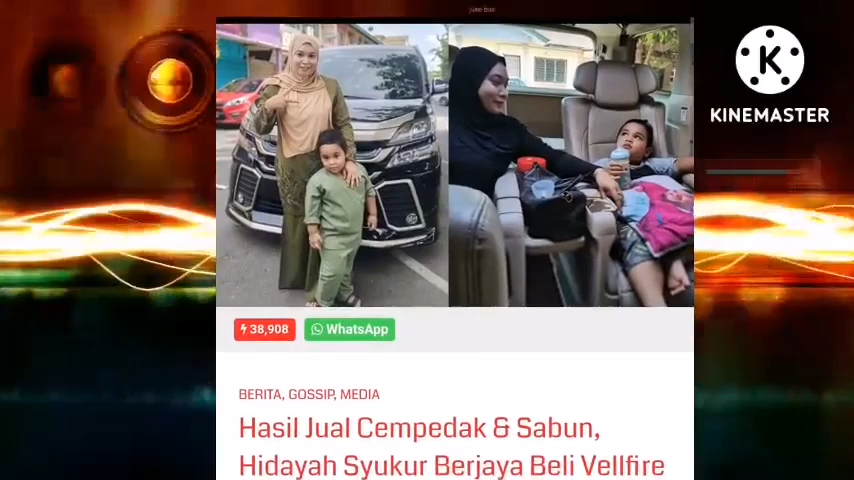 KINEMASTER
38,908
WhatsApp
BERITA, GOSSIP, MEDIA
Hasil Jual Cempedak & Sabun,
Hidayah Syukur Berjaya Beli Vellfire